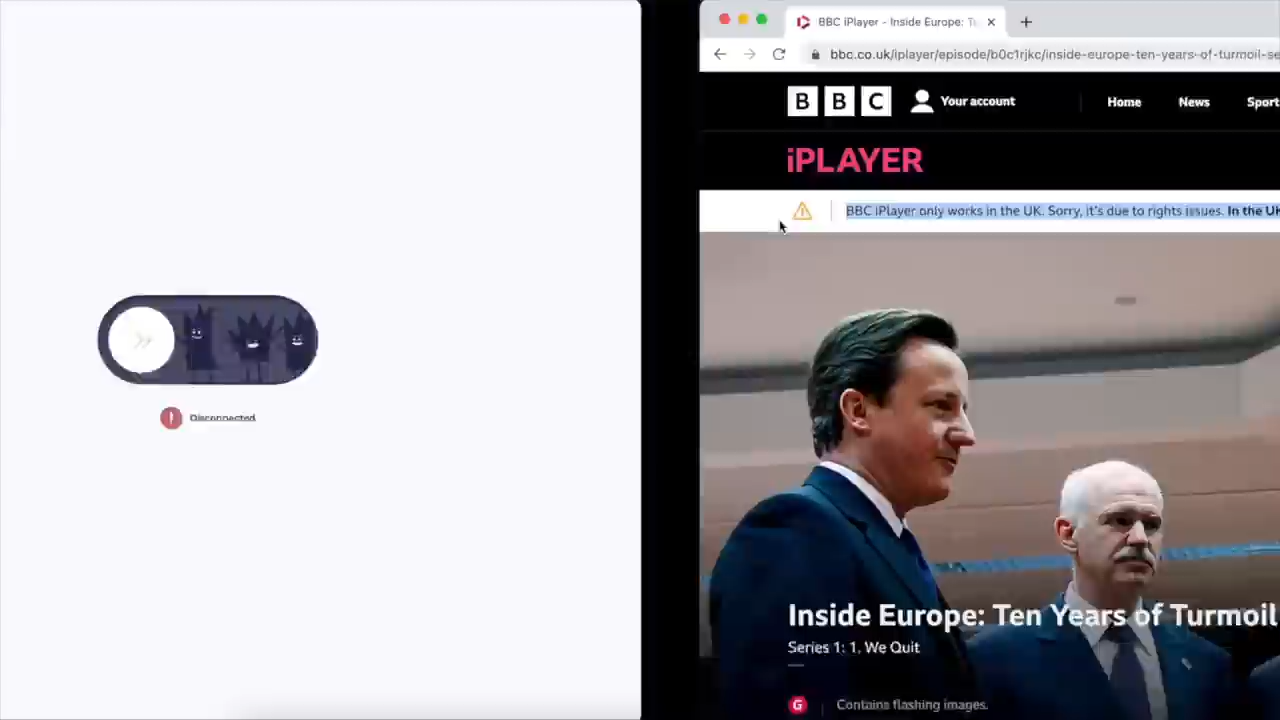 Disconnected
BBC iPlayer - Inside Europe: Te
bbc.co.uk/iplayer/episode/b0c1rjkc/inside-europe-ten-years-of-turmoil-se
BBC
Your account
Home
News
Sport
iPLAYER
BBC iPlayer only works in the UK. Sorry, it's due to rights issues. In the UK
Inside Europe: Ten Years of Turmoil
Series 1: 1. We Quit
G
Contains flashing images.